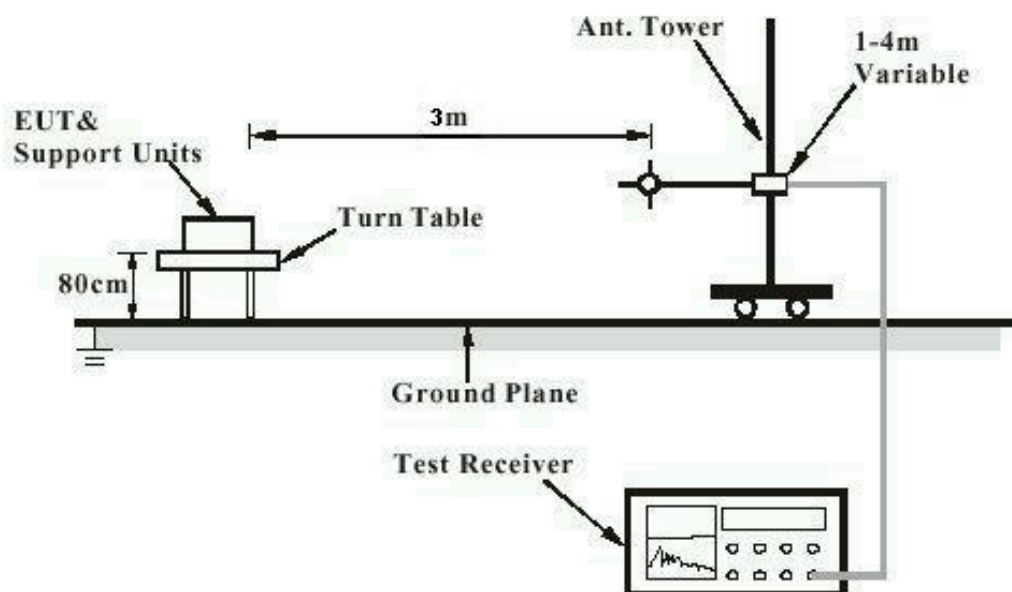 Ant. Tower
1-4m
Variable
EUT&
Support Units
3m
Turn Table
80cm
Ground Plane
Test Receiver